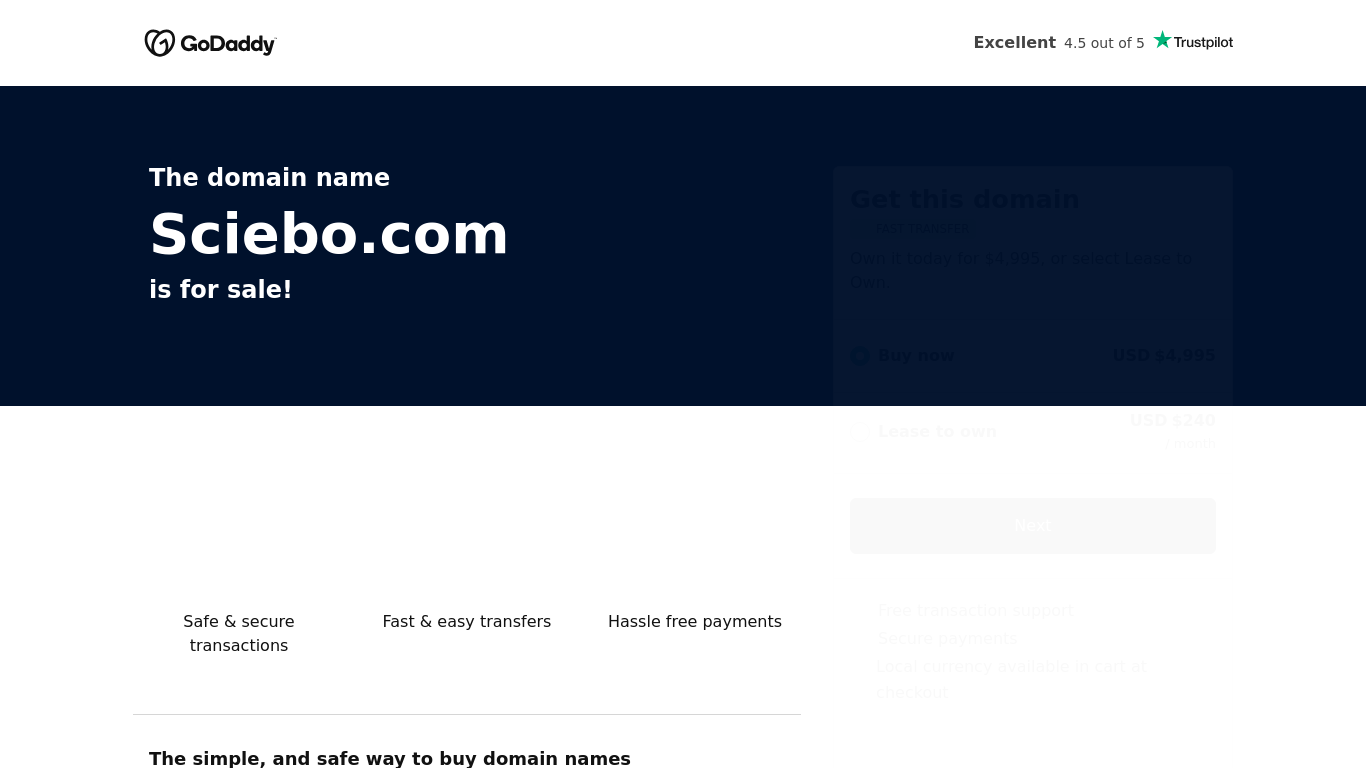 GoDaddy
Excellent 4.5 out of 5 Trustpilot
The domain name
Sciebo.com
is for sale!
Get this domain
FAST TRANSFER
Own it today for $4,995, or select Lease to
Own.
Buy now USD $4,995
Lease to own USD $240
/ month
Next
Free transaction support
Secure payments
Local currency available in cart at
checkout
Safe & secure
transactions
Fast & easy transfers
Hassle free payments
The simple, and safe way to buy domain names